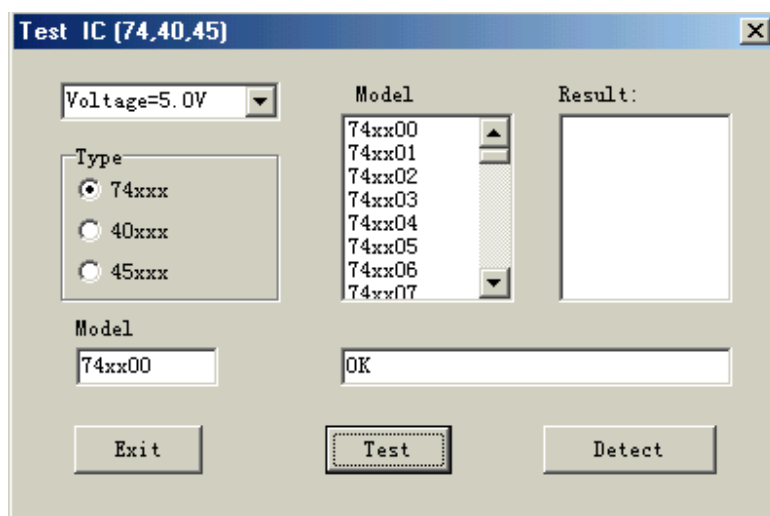 Test IC (74,40,45)
Voltage=5.0V
Type
74xxx
40xxx
45xxx
Model
74xx00
74xx01
74xx02
74xx03
74xx04
74xx05
74xx06
74xx07
Result:
Model
74xx00
OK
Exit
Test
Detect